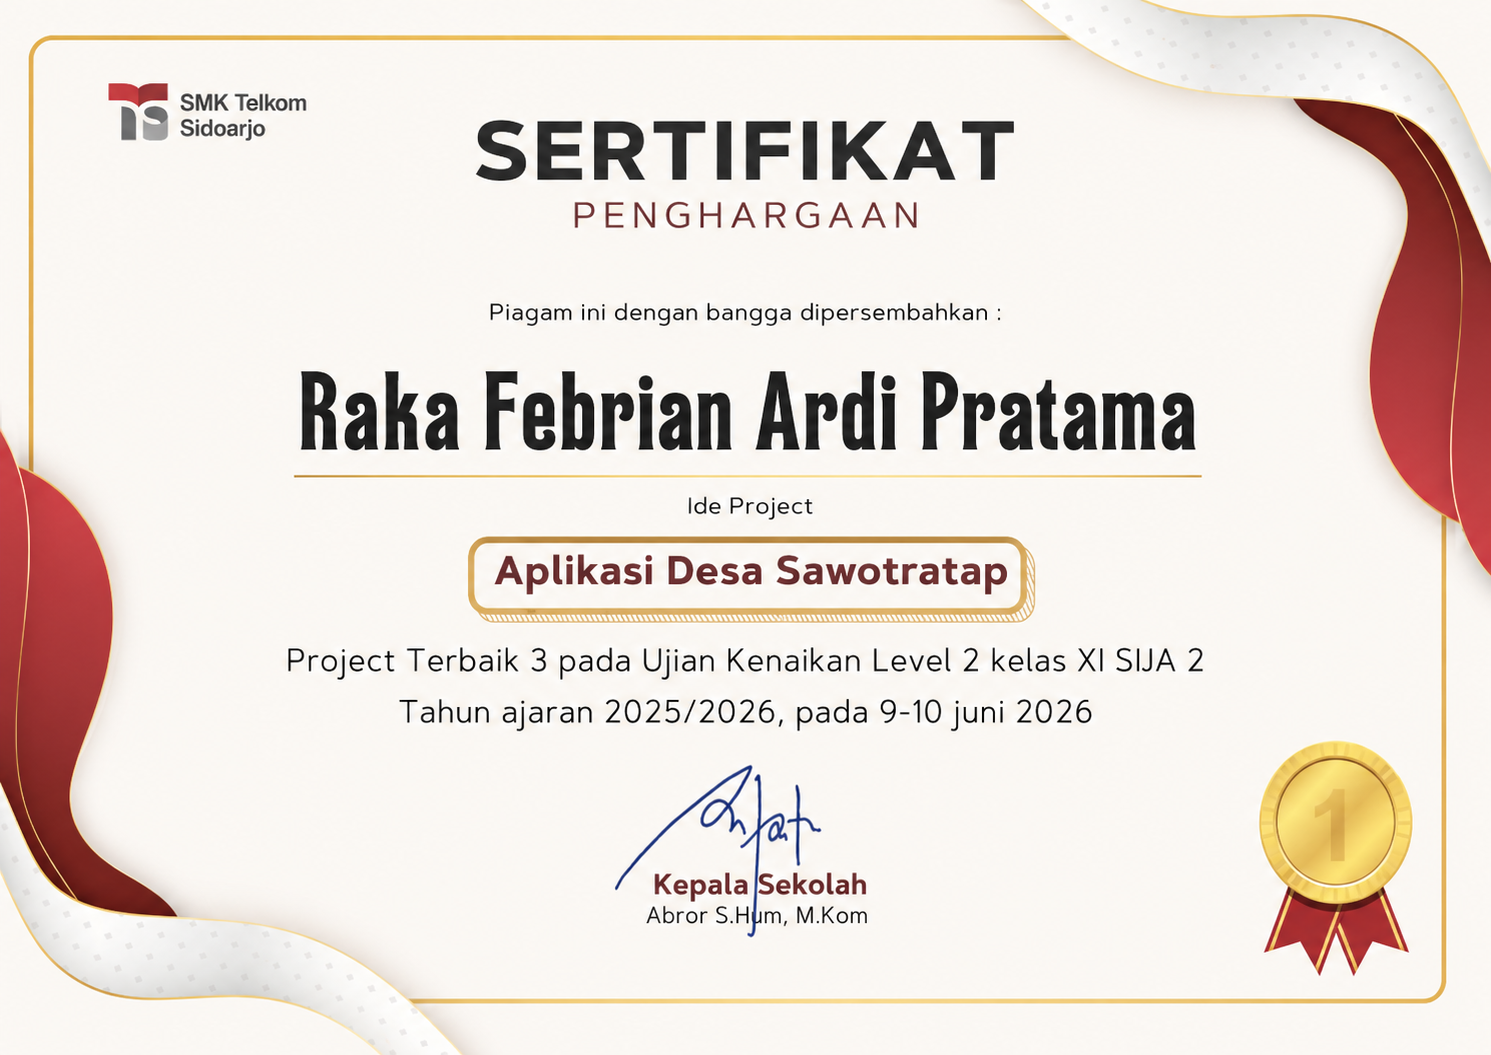 SMK Telkom
Sidoarjo
SERTIFIKAT
PENGHARGAAN
Piagam ini dengan bangga dipersembahkan :
Raka Febrian Ardi Pratama
Ide Project
Aplikasi Desa Sawotratap
Project Terbaik 3 pada Ujian Kenaikan Level 2 kelas XI SIJA 2
Tahun ajaran 2025/2026, pada 9-10 juni 2026
Kepala Sekolah
Abror S.Hum, M.Kom
1